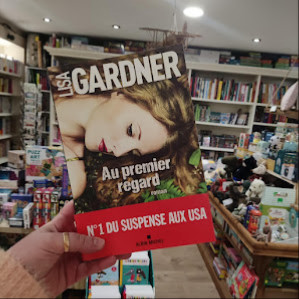 LISA
GARDNER
Au premier
regard
roman
N°1 DU SUSPENSE AUX USA
ALBIN MICHEL